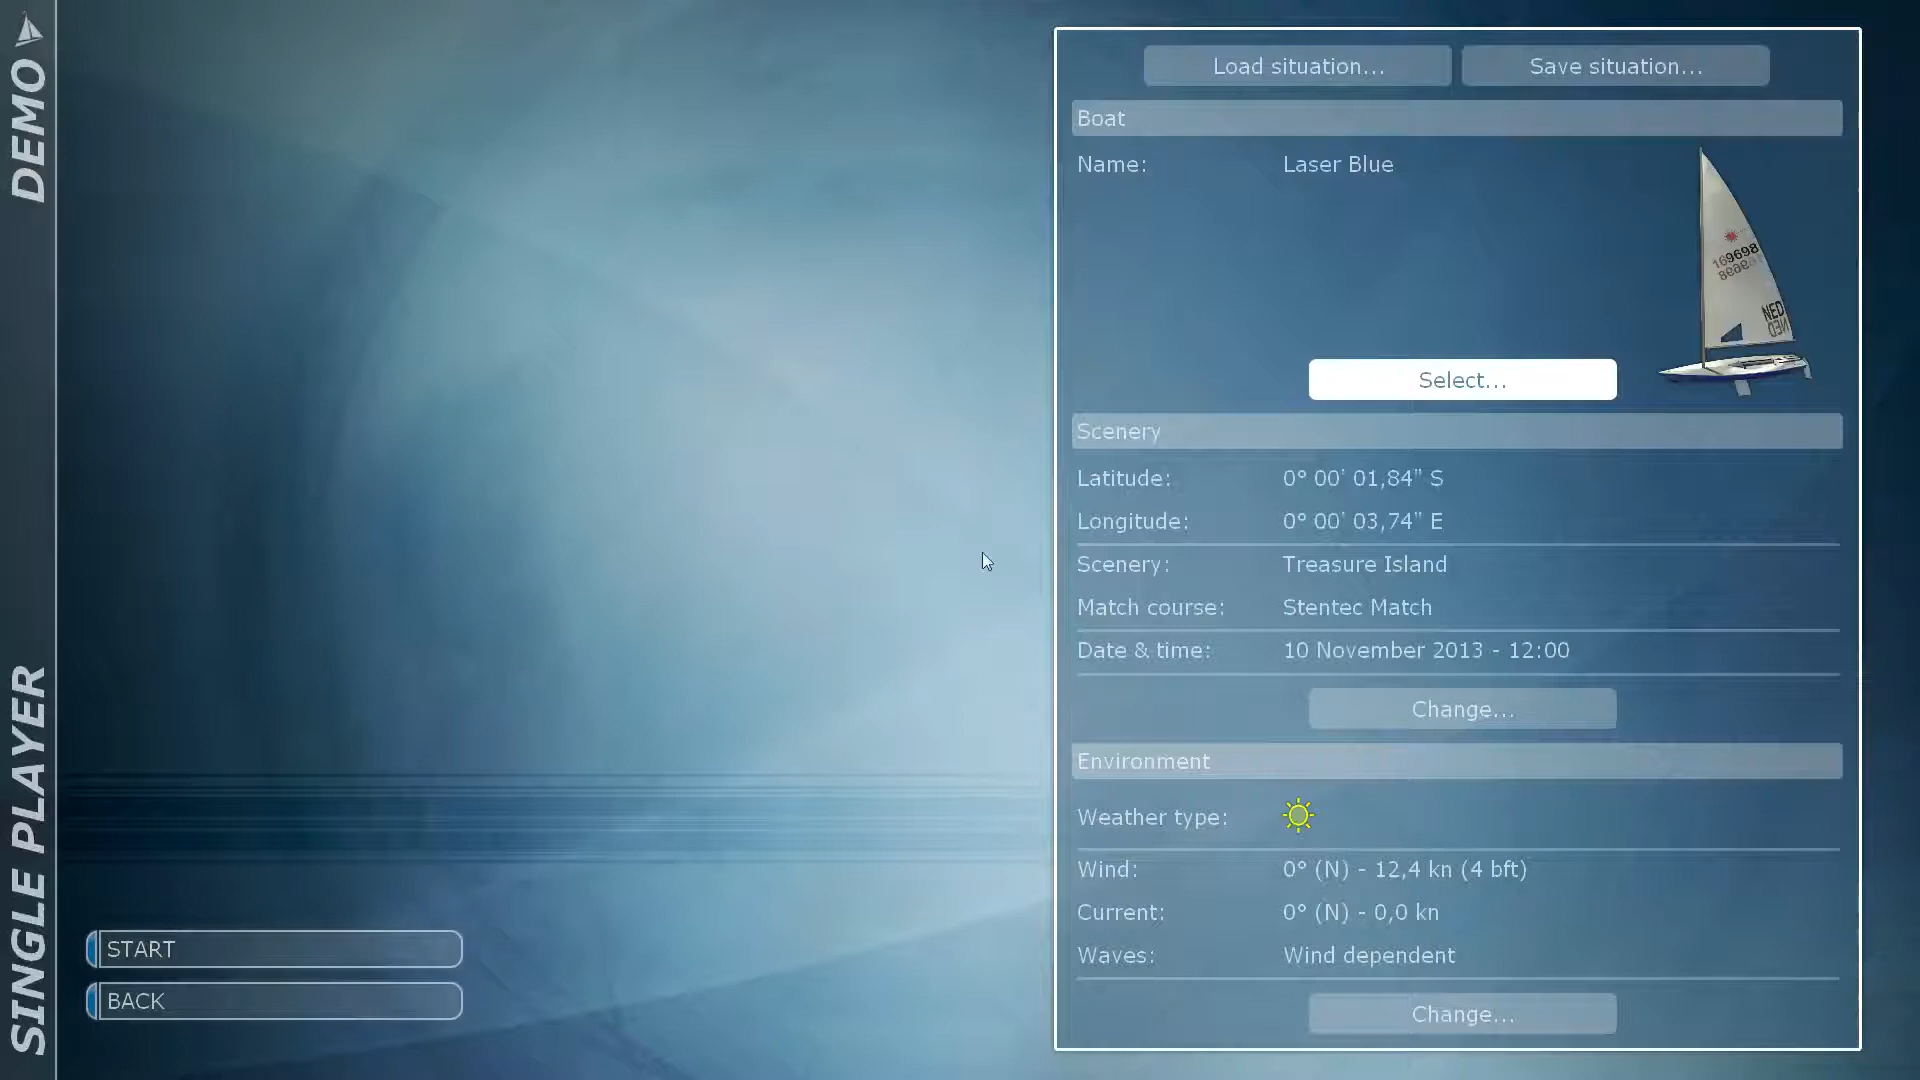 DEMO
SINGLE PLAYER
Load situation...
Save situation...
Boat
Name: Laser Blue
169698
NED
Select...
Scenery
Latitude: 0° 00' 01,84" S
Longitude: 0° 00' 03,74" E
Scenery: Treasure Island
Match course: Stentec Match
Date & time: 10 November 2013 - 12:00
Change...
Environment
Weather type:
Wind: 0° (N) - 12,4 kn (4 bft)
Current: 0° (N) - 0,0 kn
Waves: Wind dependent
Change...
START
BACK